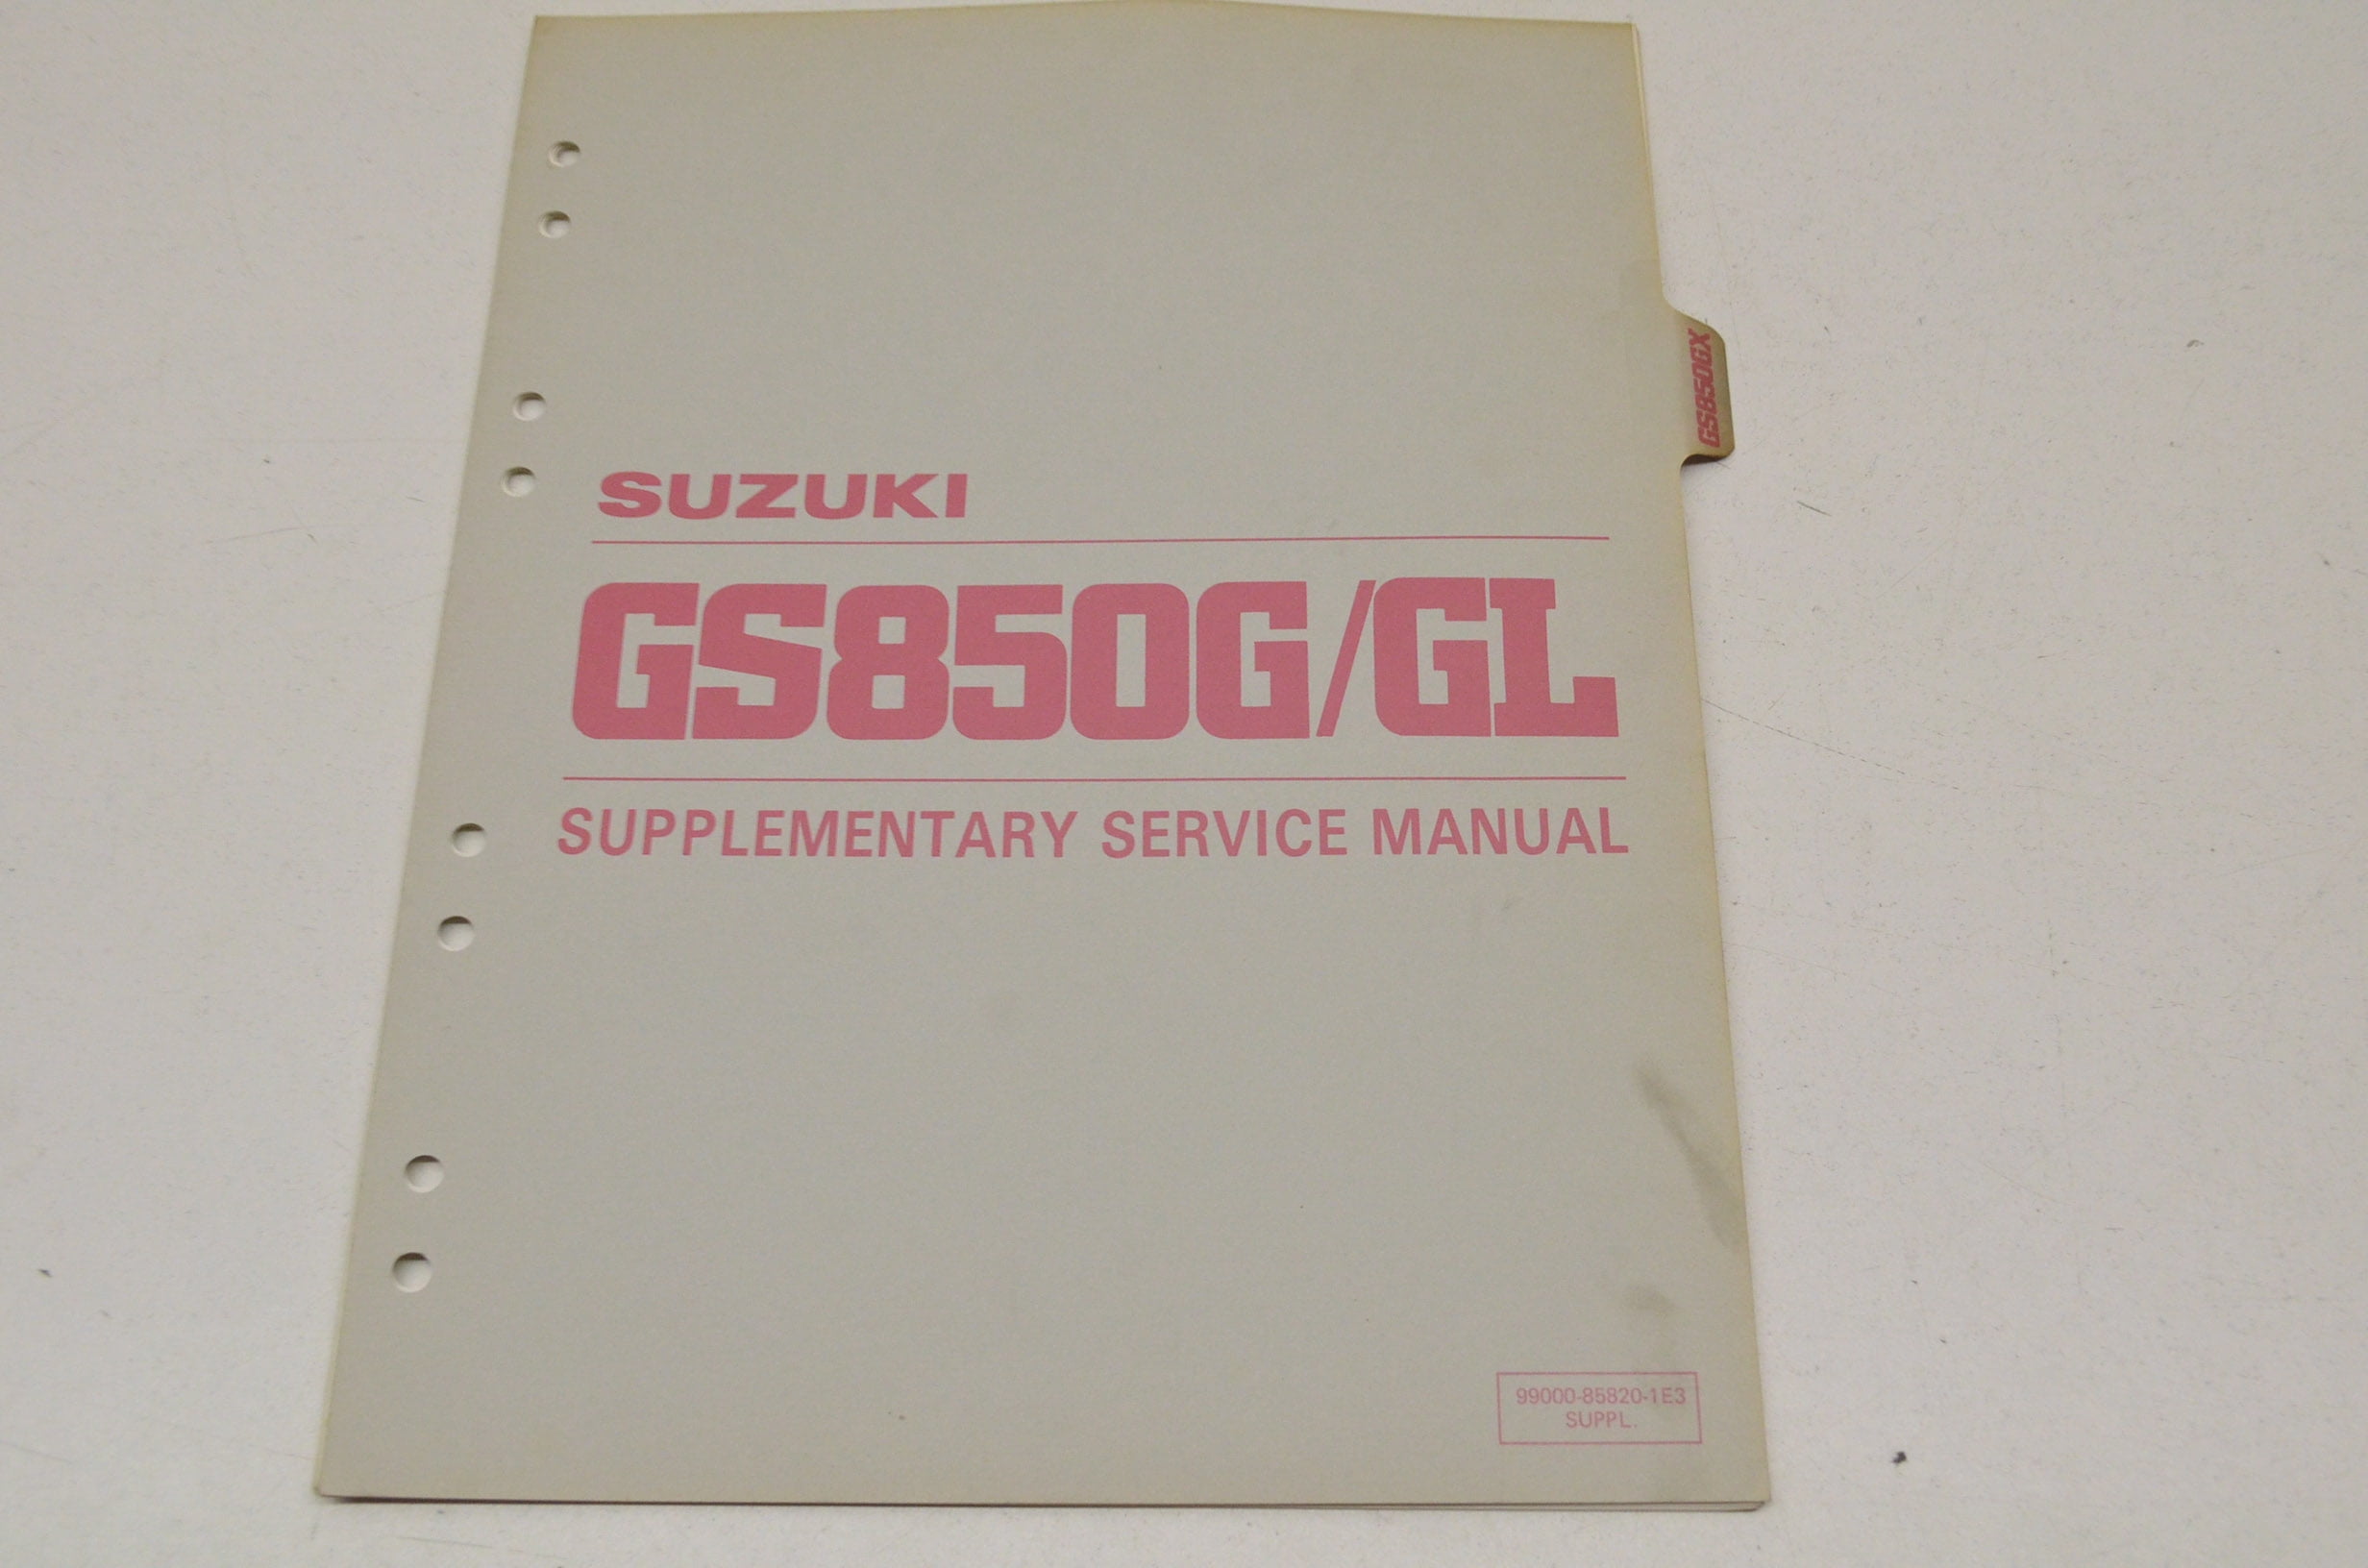 SUZUKI
GS850G/GL
SUPPLEMENTARY SERVICE MANUAL
GS850GX
99000-85820-1E3
SUPPL.